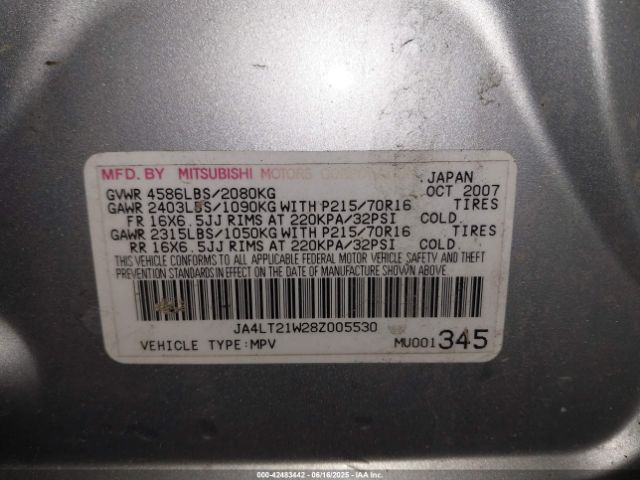 MFD. BY MITSUBISHI MOTORS CORPORATION JAPAN
GVWR 4586LBS/2080KG OCT 2007
GAWR 2403LBS/1090KG WITH P215/70R16 TIRES
FR 16X6.5JJ RIMS AT 220KPA/32PSI COLD.
GAWR 2315LBS/1050KG WITH P215/70R16 TIRES
RR 16X6.5JJ RIMS AT 220KPA/32PSI COLD.
THIS VEHICLE CONFORMS TO ALL APPLICABLE FEDERAL MOTOR VEHICLE SAFETY AND THEFT
PREVENTION STANDARDS IN EFFECT ON THE DATE OF MANUFACTURE SHOWN ABOVE.
JA4LT21W28Z005530
VEHICLE TYPE:MPV MU001345
000 - 42483442 - 06/16/2025 - IAAI.com